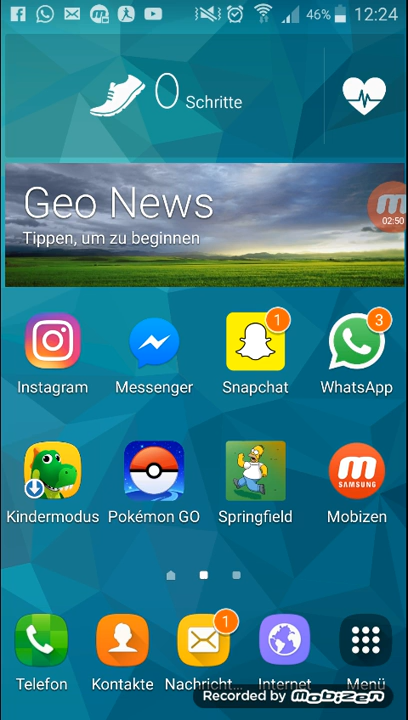 46% 12:24
0 Schritte
Geo News
Tippen, um zu beginnen
02:50
1 3
Instagram Messenger Snapchat WhatsApp
SAMSUNG
Kindermodus Pokémon GO Springfield Mobizen
1
Telefon Kontakte Nachricht... Internet Menü
Recorded by Mobizen